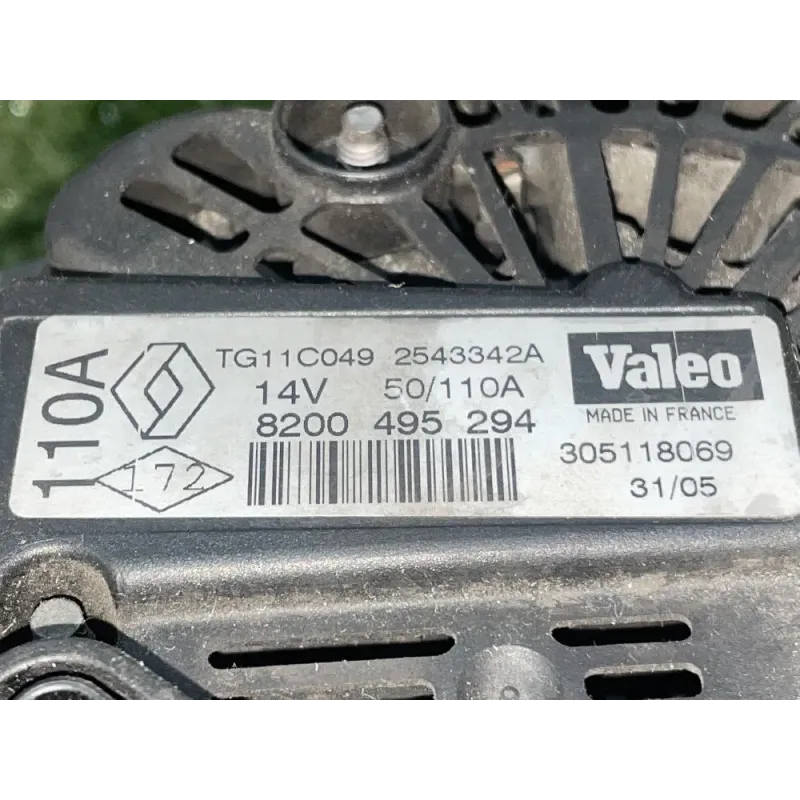 110A
TG11C049 2543342A
14V 50/110A
8200 495 294
172
Valeo
MADE IN FRANCE
305118069
31/05